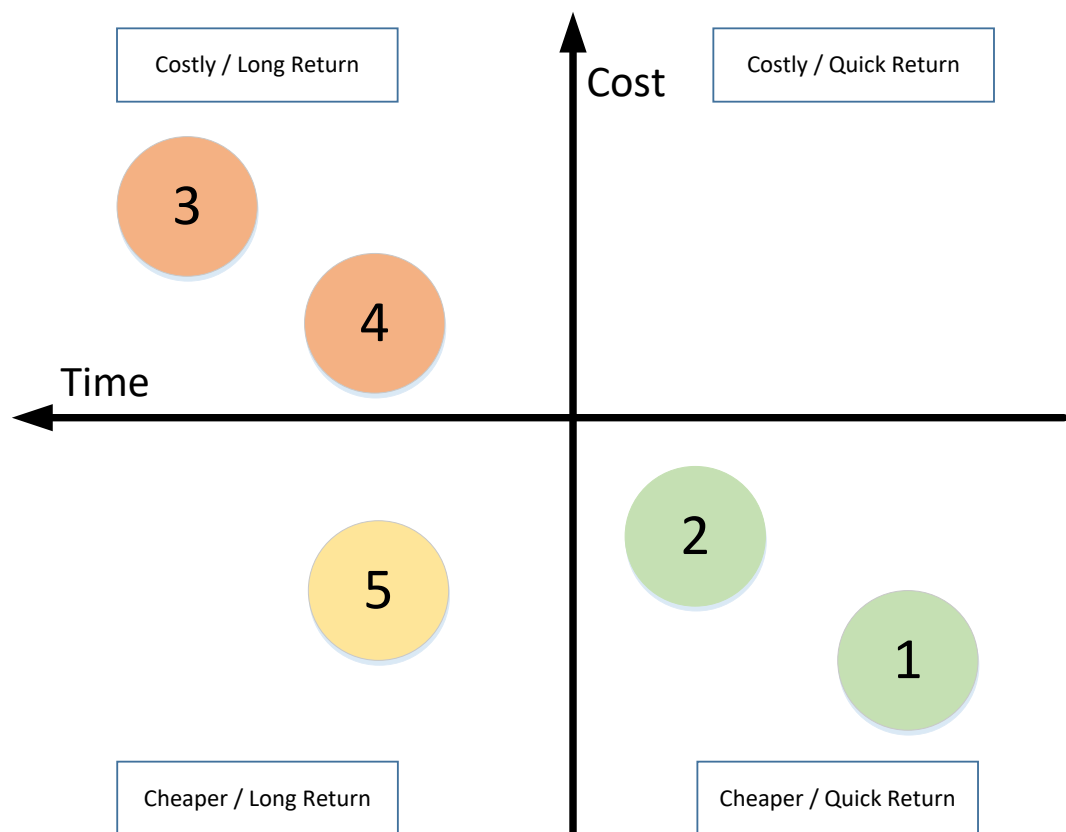 Costly / Long Return
Costly / Quick Return
Cost
3
4
Time
2
5
1
Cheaper / Long Return
Cheaper / Quick Return